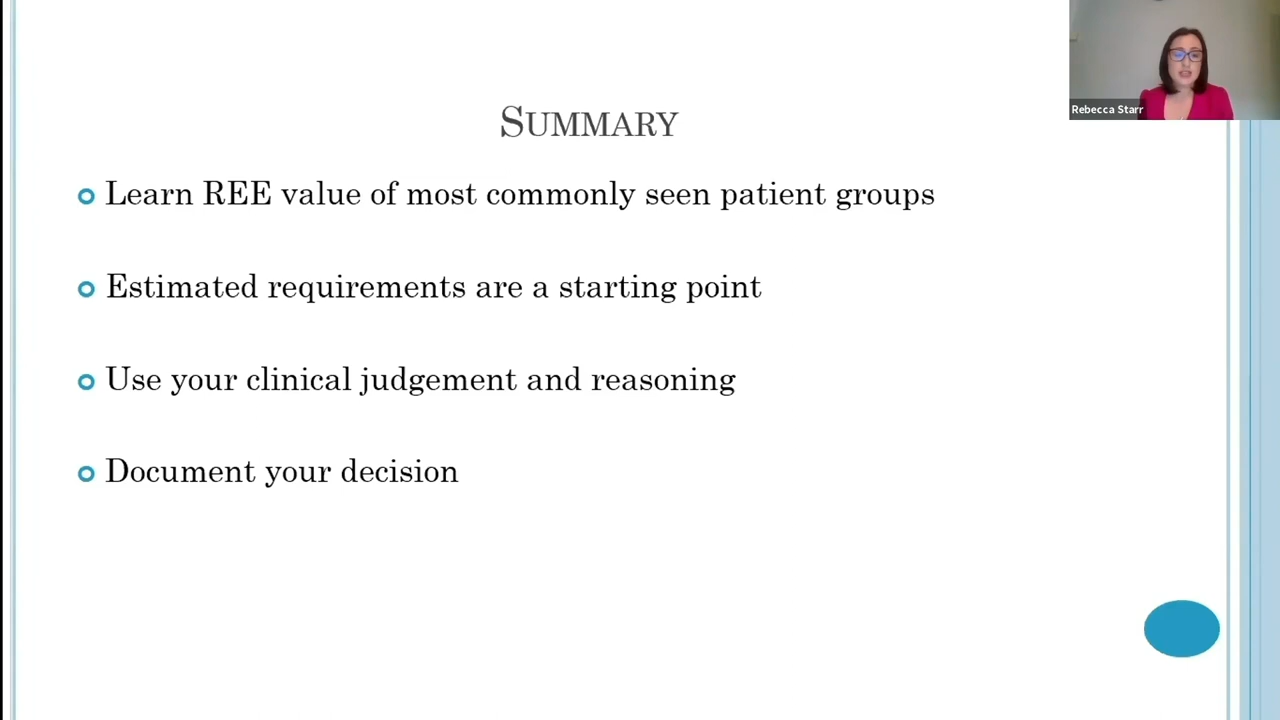 Rebecca Starr
SUMMARY
Learn REE value of most commonly seen patient groups
Estimated requirements are a starting point
Use your clinical judgement and reasoning
Document your decision